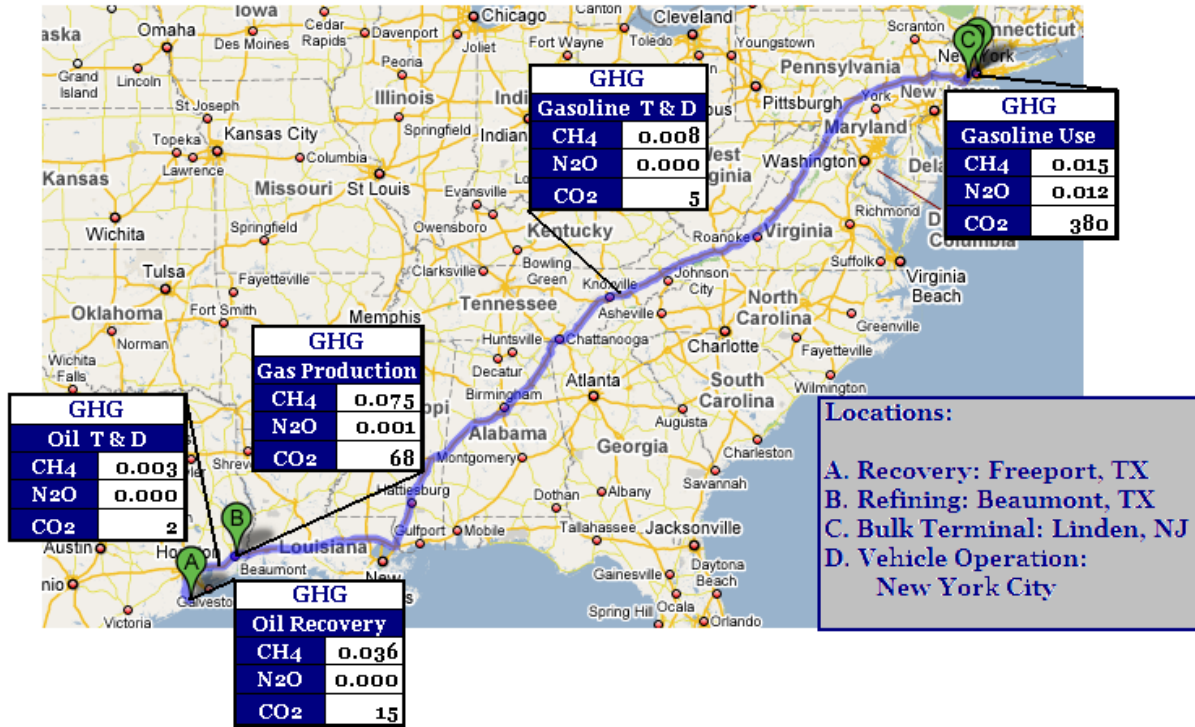 Iowa
Chicago
Cleveland
Connecticut
Omaha
Cedar Rapids
Davenport
Joliet
Fort Wayne
Toledo
Youngstown
Scranton
Des Moines
Lincoln
Grand Island
Peoria
Illinois
Springfield
Pennsylvania
Pittsburgh
York
Maryland
Washington
St Joseph
Topeka
Lawrence
Kansas City
Columbia
Kansas
Missouri
St Louis
Evansville
Owensboro
Kentucky
Wichita
Springfield
Clarksville
Bowling Green
Roanoke
Virginia
Richmond
Suffolk
Virginia Beach
Columbia
Tulsa
Fayetteville
Fort Smith
Oklahoma
Norman
Wichita Falls
Memphis
Tennessee
Knoxville
Johnson City
Asheville
North Carolina
Greenville
Charlotte
Fayetteville
Wilmington
Huntsville
Decatur
Chattanooga
Birmingham
Atlanta
South Carolina
Augusta
Charleston
Alabama
Georgia
Montgomery
Savannah
Hattiesburg
Dothan
Albany
Gulfport
Mobile
Tallahassee
Jacksonville
Louisiana
Beaumont
Austin
Victoria
Gainesville
Daytona Beach
Ocala
Spring Hill
Orlando
GHG
Gasoline T & D
CH4 0.008
N2O 0.000
CO2 5
GHG
Gasoline Use
CH4 0.015
N2O 0.012
CO2 380
GHG
Gas Production
CH4 0.075
N2O 0.001
CO2 68
GHG
Oil T & D
CH4 0.003
N2O 0.000
CO2 2
GHG
Oil Recovery
CH4 0.036
N2O 0.000
CO2 15
A
B
C
Locations:
A. Recovery: Freeport, TX
B. Refining: Beaumont, TX
C. Bulk Terminal: Linden, NJ
D. Vehicle Operation:
New York City